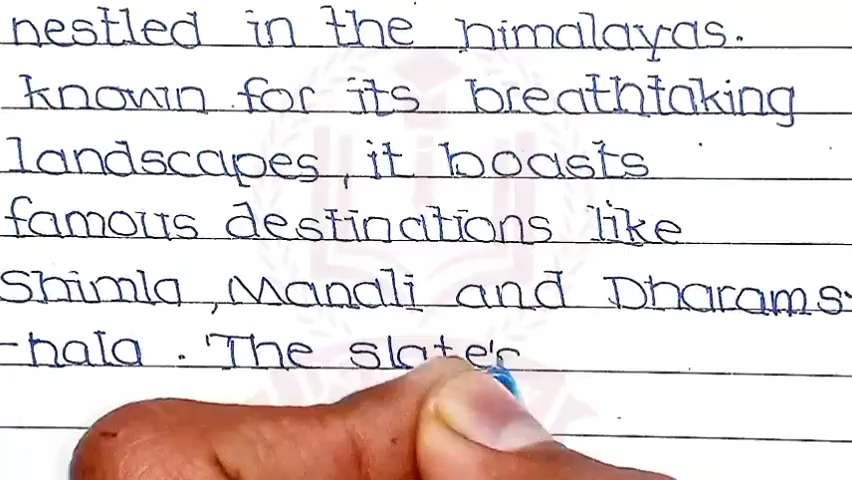 nestled in the himalayas.
known for its breathtaking
landscapes, it boasts
famous destinations like
Shimla, Manali and Dharams-
-hala. The state's